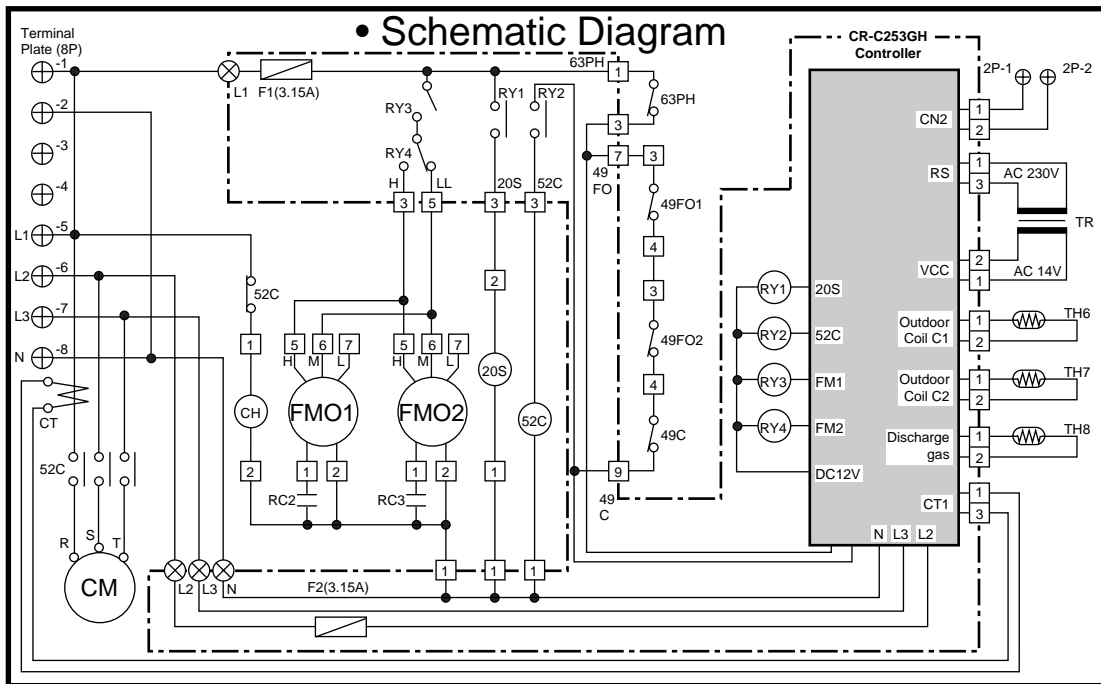 • Schematic Diagram
Terminal
Plate (8P)
-1
-2
-3
-4
L1 -5
L2 -6
L3 -7
N -8
CT
52C
R S T
CM
L1
F1(3.15A)
RY3
RY4
H LL
3 5
RY1 RY2
20S 52C
3 3
63PH
1
63PH
3
7 3
49
FO
49FO1
4
3
49FO2
4
49C
9
49
C
52C
1
CH
2
5 6 7
H M L
FMO1
1 2
RC2
5 6 7
H M L
FMO2
1 2
RC3
2
20S
1
52C
1 1 1
L2 L3 N
F2(3.15A)
CR-C253GH
Controller
2P-1 2P-2
CN2
1
2
RS
1
3
AC 230V
TR
VCC
2
1
AC 14V
RY1 20S
RY2 52C
RY3 FM1
RY4 FM2
DC12V
Outdoor
Coil C1
1
2
TH6
Outdoor
Coil C2
1
2
TH7
Discharge
gas
1
2
TH8
CT1
1
3
N L3 L2